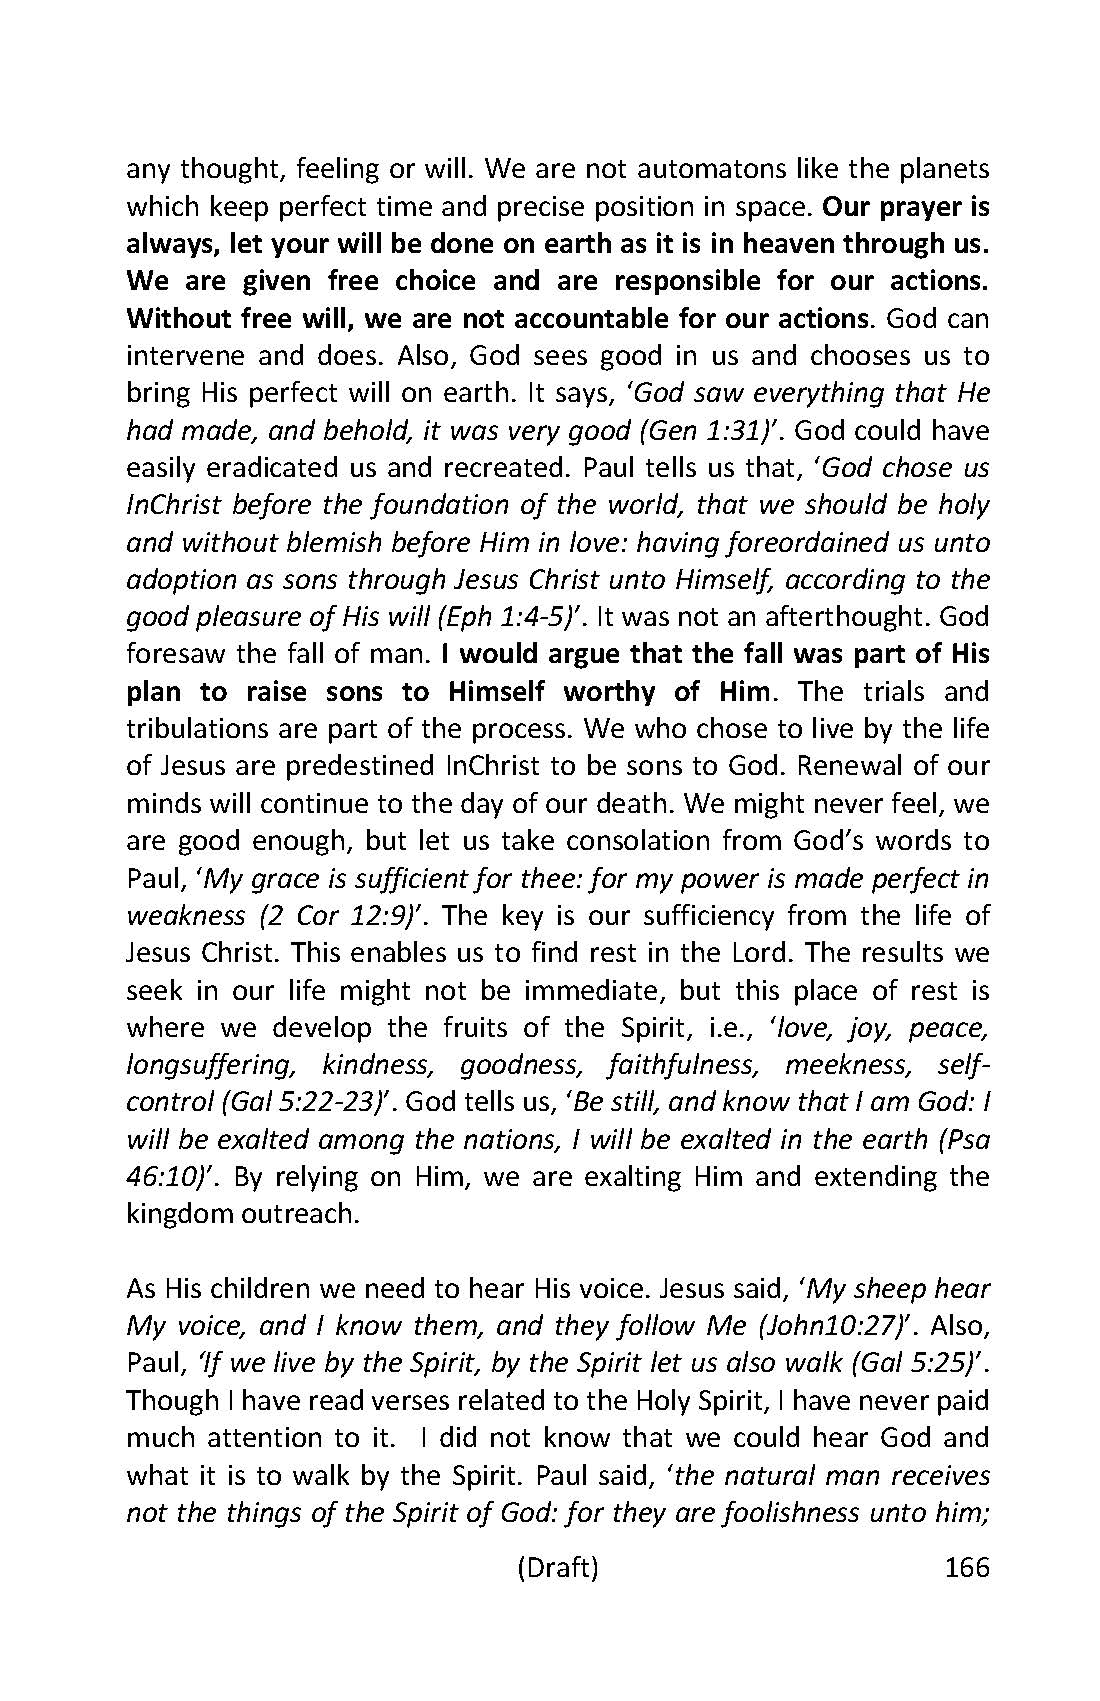 any thought, feeling or will. We are not automatons like the planets
which keep perfect time and precise position in space. Our prayer is
always, let your will be done on earth as it is in heaven through us.
We are given free choice and are responsible for our actions.
Without free will, we are not accountable for our actions. God can
intervene and does. Also, God sees good in us and chooses us to
bring His perfect will on earth. It says, ‘God saw everything that He
had made, and behold, it was very good (Gen 1:31)’. God could have
easily eradicated us and recreated. Paul tells us that, ‘God chose us
InChrist before the foundation of the world, that we should be holy
and without blemish before Him in love: having foreordained us unto
adoption as sons through Jesus Christ unto Himself, according to the
good pleasure of His will (Eph 1:4-5)’. It was not an afterthought. God
foresaw the fall of man. I would argue that the fall was part of His
plan to raise sons to Himself worthy of Him. The trials and
tribulations are part of the process. We who chose to live by the life
of Jesus are predestined InChrist to be sons to God. Renewal of our
minds will continue to the day of our death. We might never feel, we
are good enough, but let us take consolation from God’s words to
Paul, ‘My grace is sufficient for thee: for my power is made perfect in
weakness (2 Cor 12:9)’. The key is our sufficiency from the life of
Jesus Christ. This enables us to find rest in the Lord. The results we
seek in our life might not be immediate, but this place of rest is
where we develop the fruits of the Spirit, i.e., ‘love, joy, peace,
longsuffering, kindness, goodness, faithfulness, meekness, self-
control (Gal 5:22-23)’. God tells us, ‘Be still, and know that I am God: I
will be exalted among the nations, I will be exalted in the earth (Psa
46:10)’. By relying on Him, we are exalting Him and extending the
kingdom outreach.
As His children we need to hear His voice. Jesus said, ‘My sheep hear
My voice, and I know them, and they follow Me (John10:27)’. Also,
Paul, ‘If we live by the Spirit, by the Spirit let us also walk (Gal 5:25)’.
Though I have read verses related to the Holy Spirit, I have never paid
much attention to it.  I did not know that we could hear God and
what it is to walk by the Spirit. Paul said, ‘the natural man receives
not the things of the Spirit of God: for they are foolishness unto him;
(Draft) 166